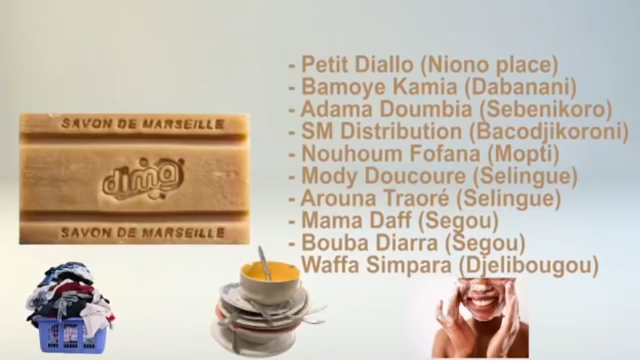 - Petit Diallo (Niono place)
- Bamoye Kamia (Dabanani)
- Adama Doumbia (Sebenikoro)
- SM Distribution (Bacodjikoroni)
- Nouhoum Fofana (Mopti)
- Mody Doucoure (Selingue)
- Arouna Traoré (Selingue)
- Mama Daff (Segou)
- Bouba Diarra (Segou)
Waffa Simpara (Djelibougou)
SAVON DE MARSEILLE
dima
SAVON DE MARSEILLE